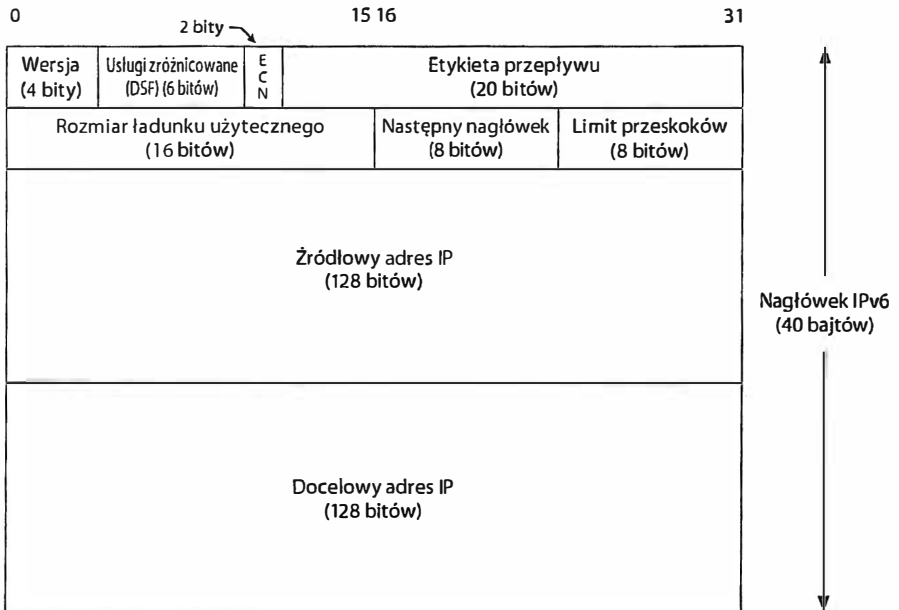 0 15 16 31
2 bity
Wersja
(4 bity)
Usługi zróżnicowane
(DSF) (6 bitów)
E
C
N
Etykieta przepływu
(20 bitów)
Rozmiar ładunku użytecznego
(16 bitów)
Następny nagłówek
(8 bitów)
Limit przeskoków
(8 bitów)
Źródłowy adres IP
(128 bitów)
Nagłówek IPv6
(40 bajtów)
Docelowy adres IP
(128 bitów)